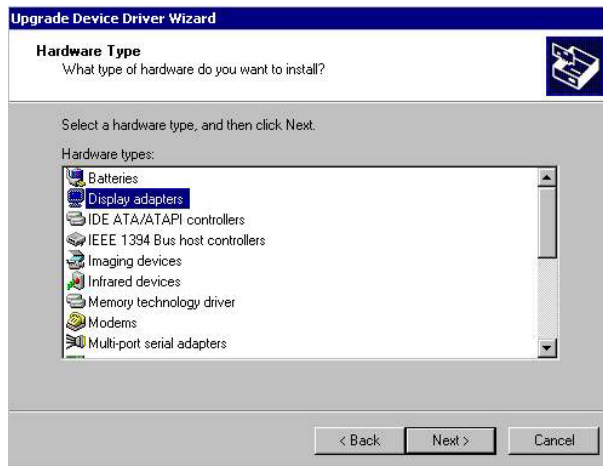 Upgrade Device Driver Wizard
Hardware Type
What type of hardware do you want to install?
Select a hardware type, and then click Next.
Hardware types:
Batteries
Display adapters
IDE ATA/ATAPI controllers
IEEE 1394 Bus host controllers
Imaging devices
Infrared devices
Memory technology driver
Modems
Multi-port serial adapters
< Back Next > Cancel